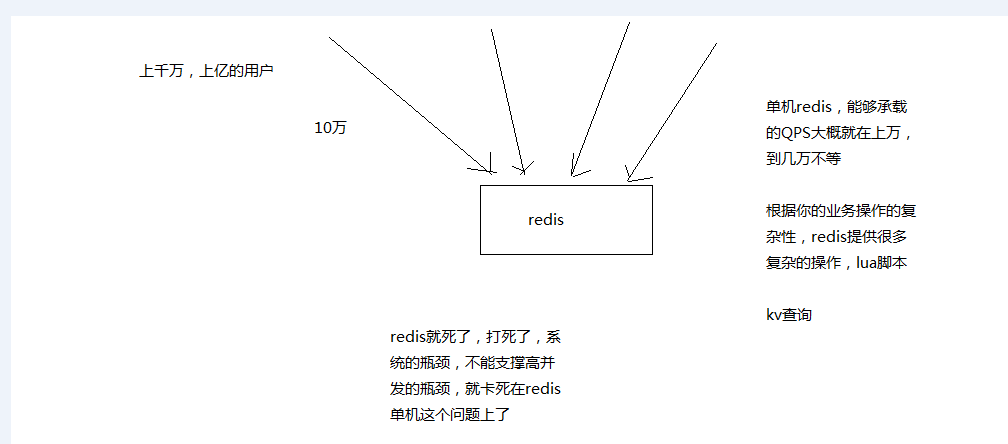 上千万，上亿的用户
10万
redis
单机redis，能够承载
的QPS大概就在上万，
到几万不等
根据你的业务操作的复
杂性，redis提供很多
复杂的操作，lua脚本
kv查询
redis就死了，打死了，系
统的瓶颈，不能支撑高并
发的瓶颈，就卡死在redis
单机这个问题上了